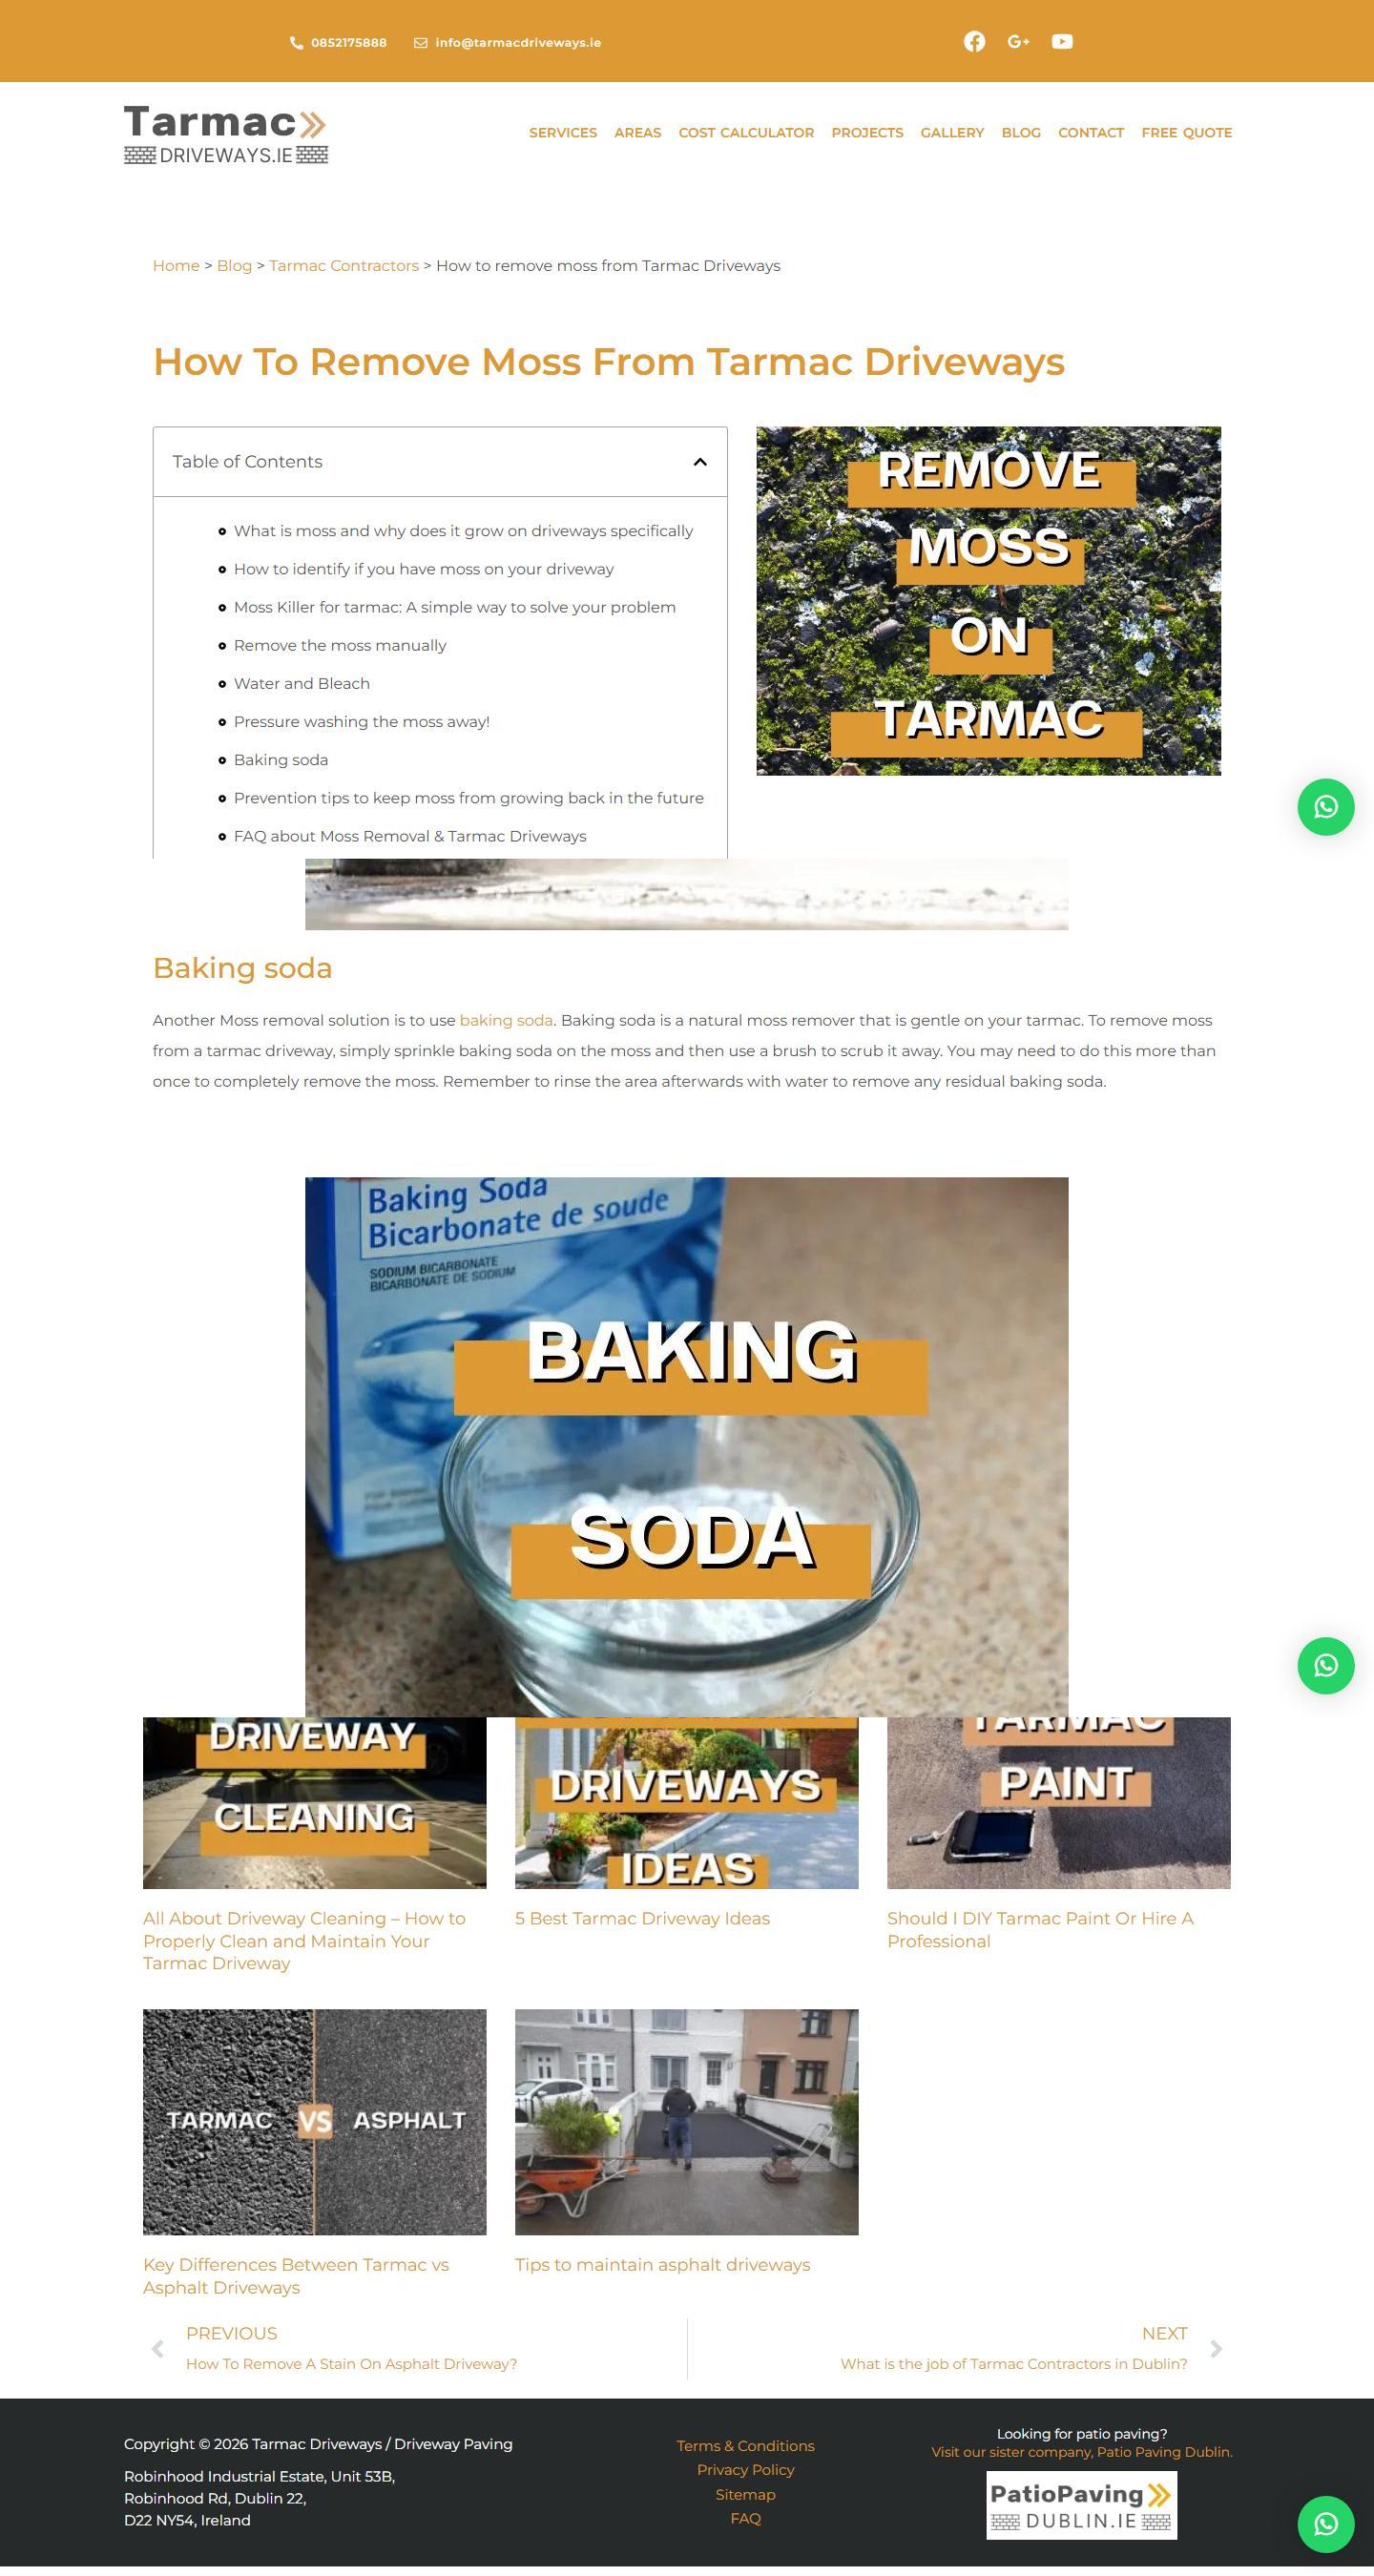 0852175888
info@tarmacdriveways.ie
Tarmac
DRIVEWAYS.IE
SERVICES AREAS COST CALCULATOR PROJECTS GALLERY BLOG CONTACT FREE QUOTE
Home > Blog > Tarmac Contractors > How to remove moss from Tarmac Driveways
How To Remove Moss From Tarmac Driveways
Table of Contents
What is moss and why does it grow on driveways specifically
How to identify if you have moss on your driveway
Moss Killer for tarmac: A simple way to solve your problem
Remove the moss manually
Water and Bleach
Pressure washing the moss away!
Baking soda
Prevention tips to keep moss from growing back in the future
FAQ about Moss Removal & Tarmac Driveways
REMOVE
MOSS
ON
TARMAC
Baking soda
Another Moss removal solution is to use baking soda. Baking soda is a natural moss remover that is gentle on your tarmac. To remove moss
from a tarmac driveway, simply sprinkle baking soda on the moss and then use a brush to scrub it away. You may need to do this more than
once to completely remove the moss. Remember to rinse the area afterwards with water to remove any residual baking soda.
Baking Soda
Bicarbonate de soude
SODIUM BICARBONATE
BICARBONATE DE SODIUM
BAKING
SODA
DRIVEWAY
CLEANING
DRIVEWAYS
IDEAS
TARMAC
PAINT
All About Driveway Cleaning – How to
Properly Clean and Maintain Your
Tarmac Driveway
5 Best Tarmac Driveway Ideas
Should I DIY Tarmac Paint Or Hire A
Professional
TARMAC VS ASPHALT
Key Differences Between Tarmac vs
Asphalt Driveways
Tips to maintain asphalt driveways
PREVIOUS
How To Remove A Stain On Asphalt Driveway?
NEXT
What is the job of Tarmac Contractors in Dublin?
Copyright © 2026 Tarmac Driveways / Driveway Paving
Robinhood Industrial Estate, Unit 53B,
Robinhood Rd, Dublin 22,
D22 NY54, Ireland
Terms & Conditions
Privacy Policy
Sitemap
FAQ
Looking for patio paving?
Visit our sister company, Patio Paving Dublin.
PatioPaving
DUBLIN.IE